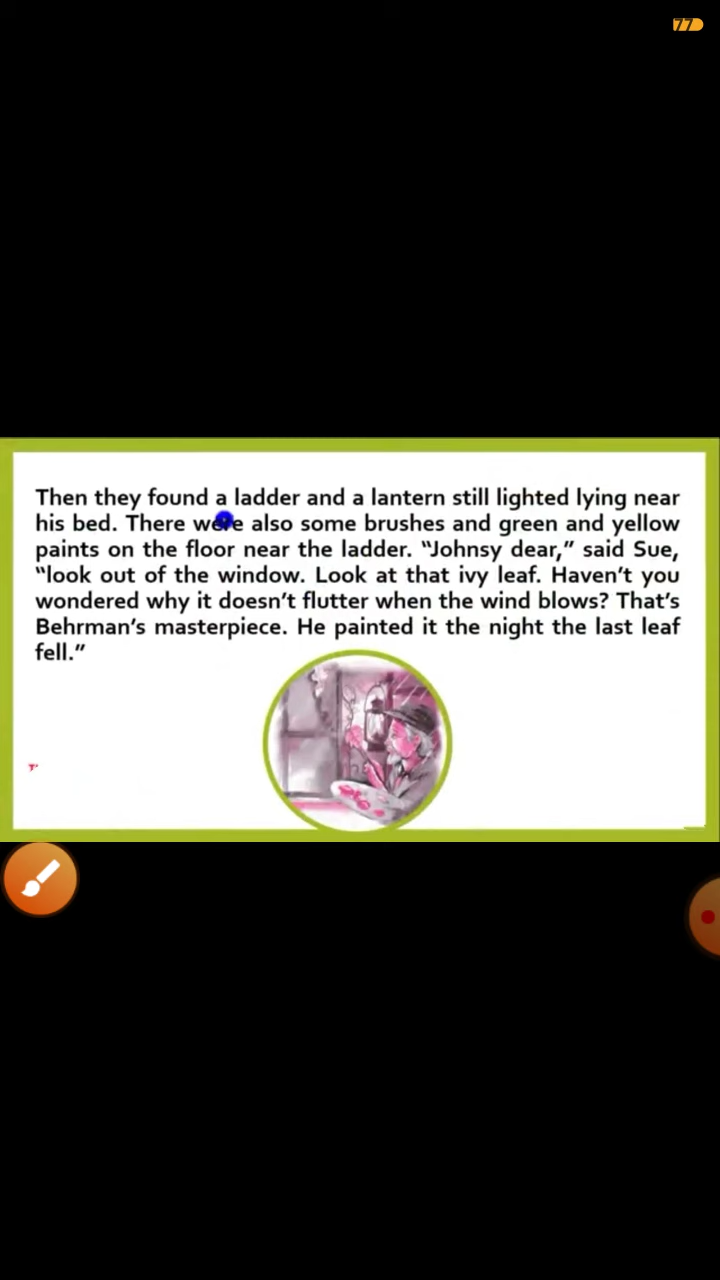 77
Then they found a ladder and a lantern still lighted lying near
his bed. There were also some brushes and green and yellow
paints on the floor near the ladder. “Johnsy dear,” said Sue,
“look out of the window. Look at that ivy leaf. Haven’t you
wondered why it doesn’t flutter when the wind blows? That’s
Behrman’s masterpiece. He painted it the night the last leaf
fell.”